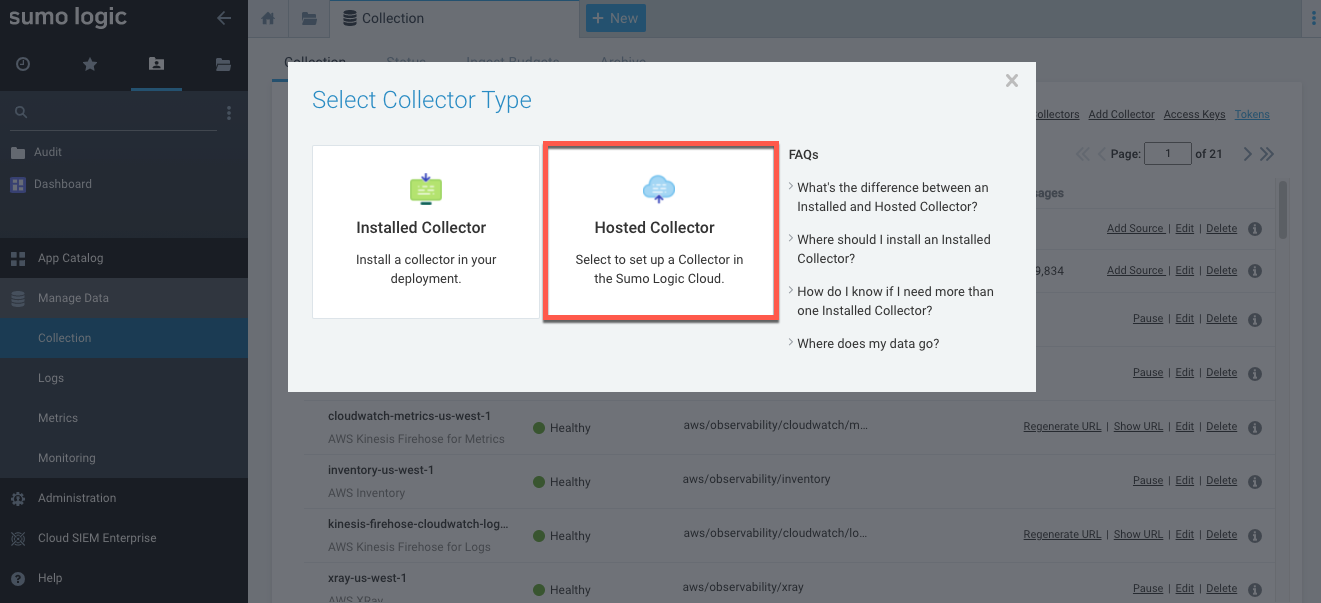 sumo logic
Collection
+ New
Collection
Status
Ingest Budgets
Archive
Select Collector Type
ollectors
Add Collector
Access Keys
Tokens
Audit
Dashboard
App Catalog
Manage Data
Collection
Logs
Metrics
Monitoring
Administration
Cloud SIEM Enterprise
Help
Installed Collector
Install a collector in your
deployment.
Hosted Collector
Select to set up a Collector in
the Sumo Logic Cloud.
FAQs
What's the difference between an
Installed and Hosted Collector?
Where should I install an Installed
Collector?
How do I know if I need more than
one Installed Collector?
Where does my data go?
Page: 1 of 21
ages
Add Source | Edit | Delete
9,834 Add Source | Edit | Delete
Pause | Edit | Delete
Pause | Edit | Delete
cloudwatch-metrics-us-west-1
AWS Kinesis Firehose for Metrics
Healthy
aws/observability/cloudwatch/m...
Regenerate URL | Show URL | Edit | Delete
inventory-us-west-1
AWS Inventory
Healthy
aws/observability/inventory
Pause | Edit | Delete
kinesis-firehose-cloudwatch-log...
AWS Kinesis Firehose for Logs
Healthy
aws/observability/cloudwatch/lo...
Regenerate URL | Show URL | Edit | Delete
xray-us-west-1
AWS XRay
Healthy
aws/observability/xray
Pause | Edit | Delete